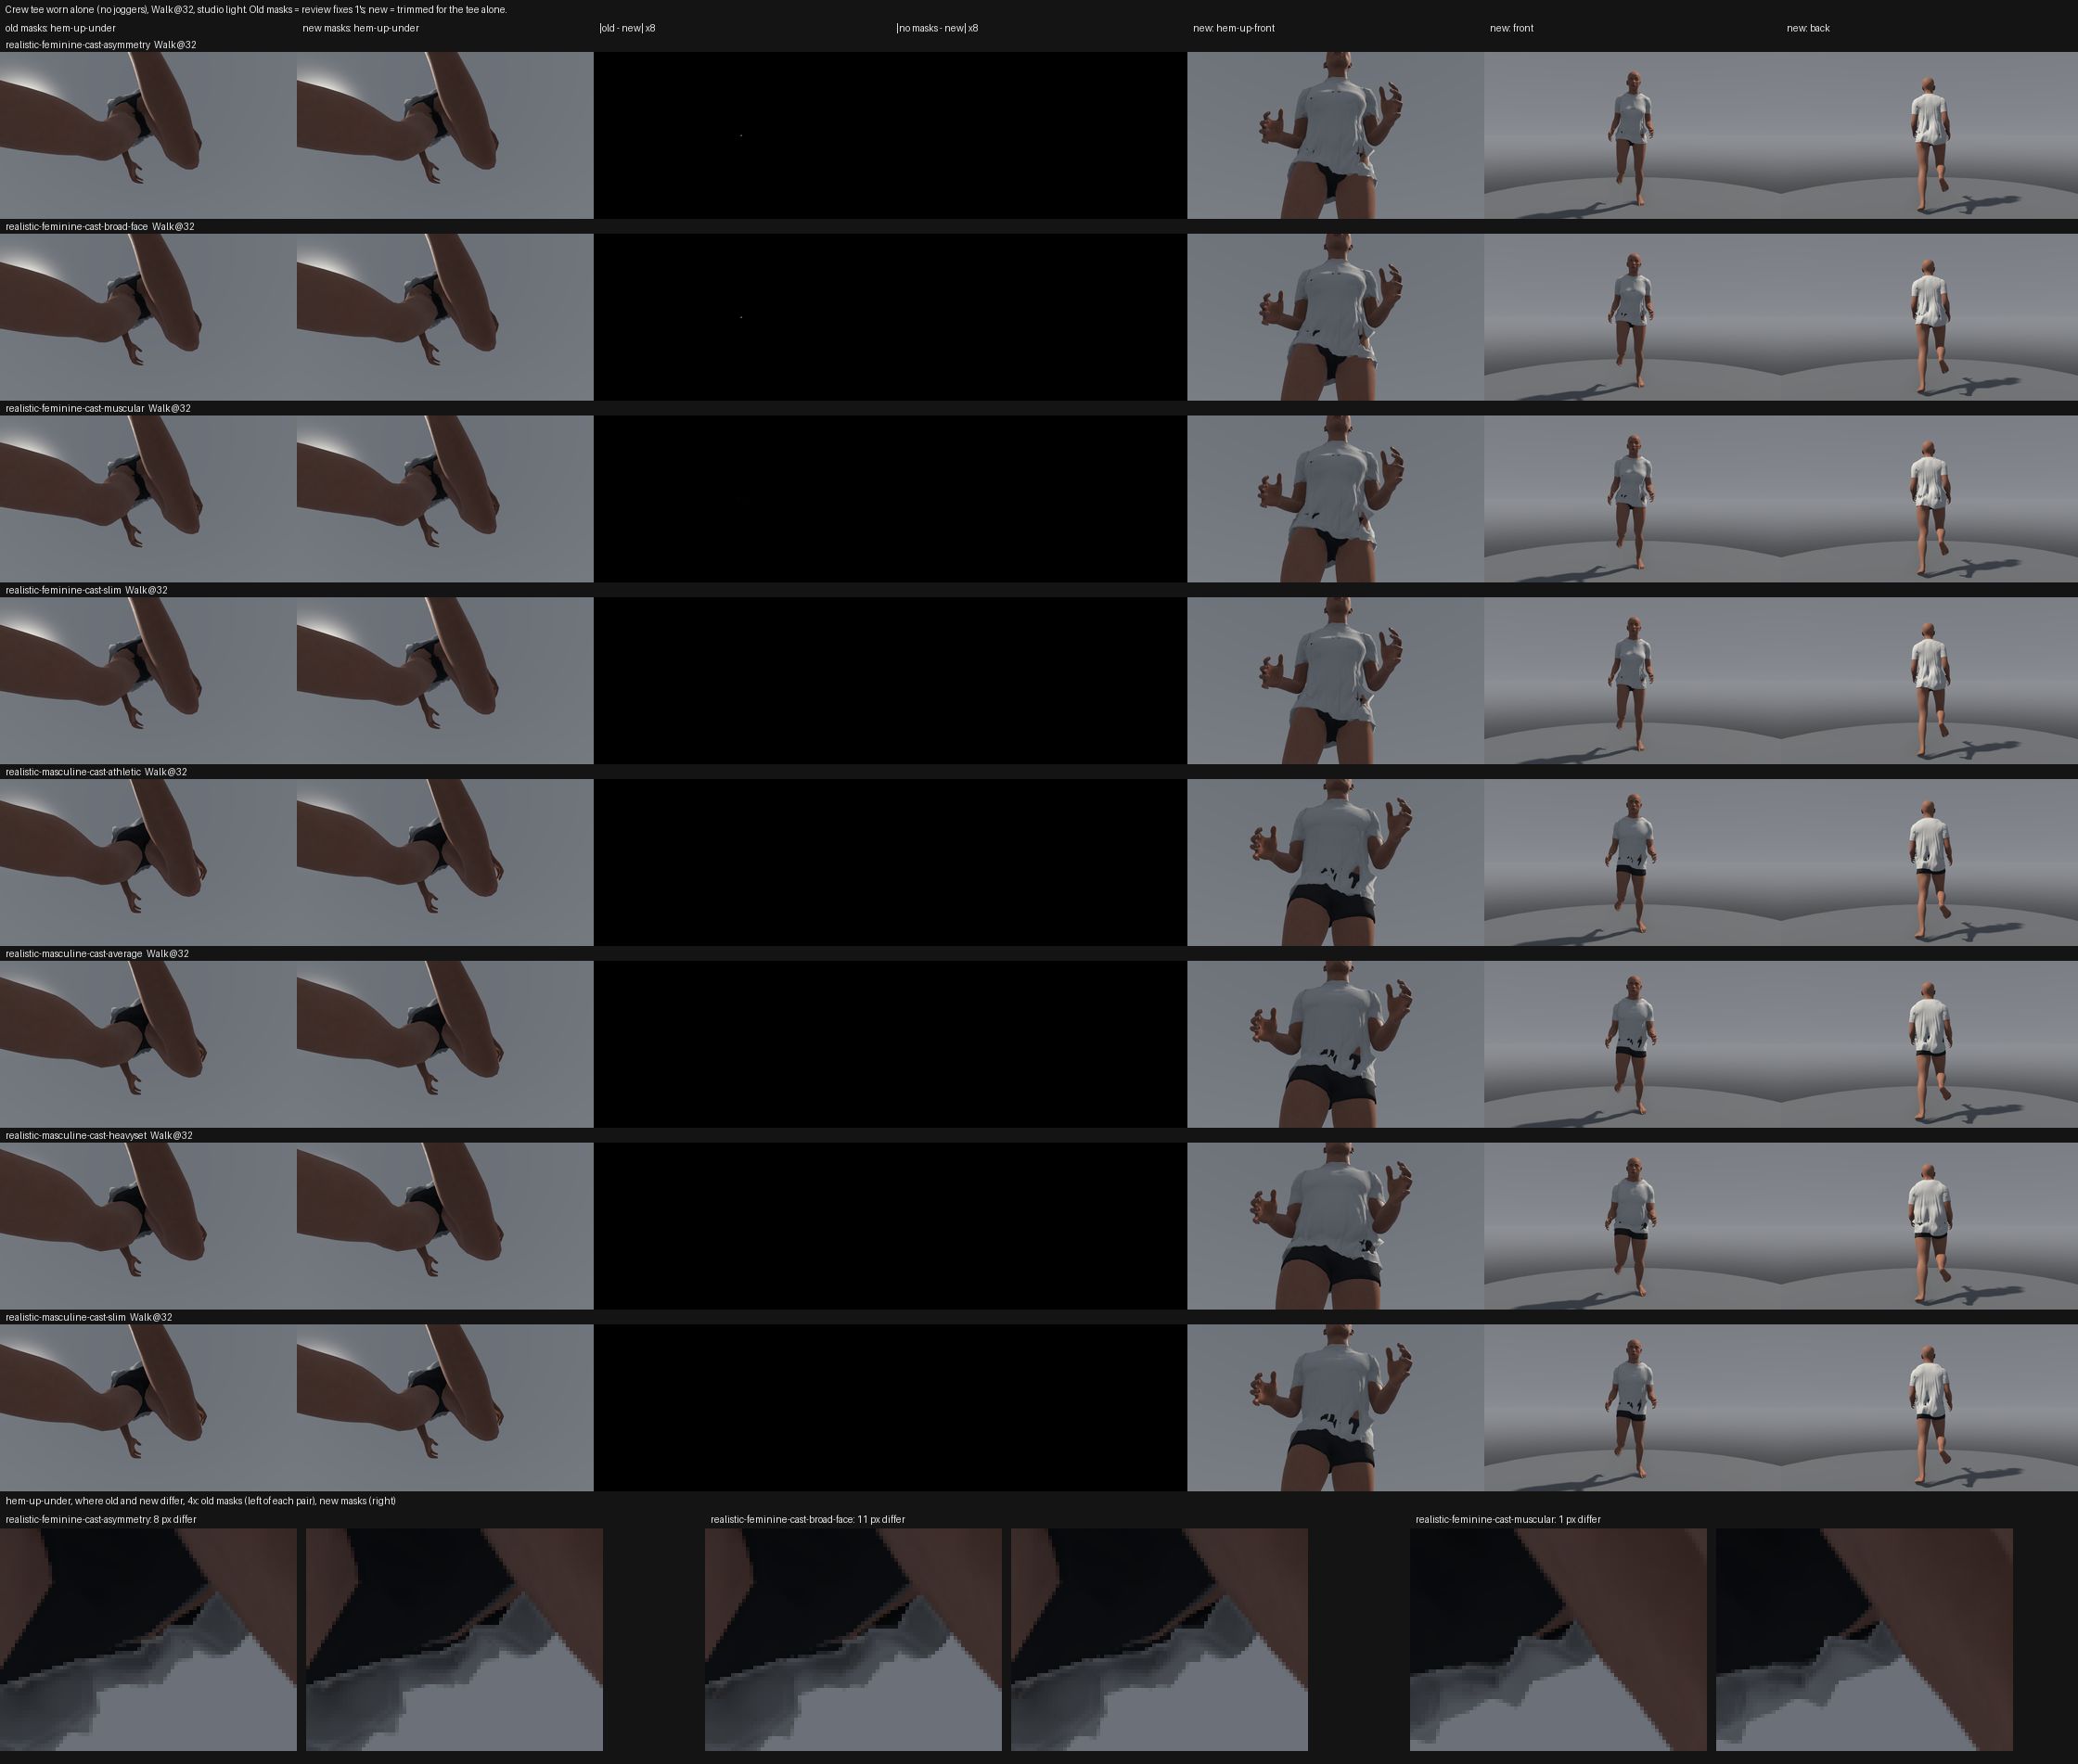 Crew tee worn alone (no joggers), Walk@32, studio light. Old masks = review fixes 1's; new = trimmed for the tee alone.
old masks: hem-up-under new masks: hem-up-under |old - new| x8 |no masks - new| x8 new: hem-up-front new: front new: back
realistic-feminine-cast-asymmetry Walk@32
realistic-feminine-cast-broad-face Walk@32
realistic-feminine-cast-muscular Walk@32
realistic-feminine-cast-slim Walk@32
realistic-masculine-cast-athletic Walk@32
realistic-masculine-cast-average Walk@32
realistic-masculine-cast-heavyset Walk@32
realistic-masculine-cast-slim Walk@32
hem-up-under, where old and new differ, 4x: old masks (left of each pair), new masks (right)
realistic-feminine-cast-asymmetry: 8 px differ realistic-feminine-cast-broad-face: 11 px differ realistic-feminine-cast-muscular: 1 px differ